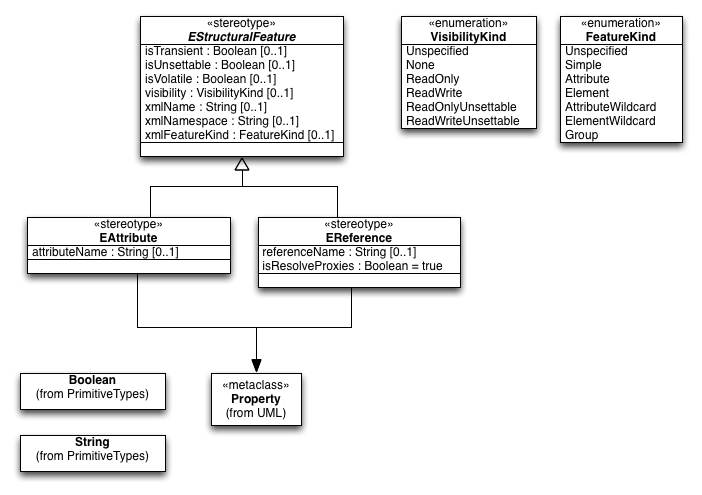 «stereotype»
EStructuralFeature
isTransient : Boolean [0..1]
isUnsettable : Boolean [0..1]
isVolatile : Boolean [0..1]
visibility : VisibilityKind [0..1]
xmlName : String [0..1]
xmlNamespace : String [0..1]
xmlFeatureKind : FeatureKind [0..1]
«enumeration»
VisibilityKind
Unspecified
None
ReadOnly
ReadWrite
ReadOnlyUnsettable
ReadWriteUnsettable
«enumeration»
FeatureKind
Unspecified
Simple
Attribute
Element
AttributeWildcard
ElementWildcard
Group
«stereotype»
EAttribute
attributeName : String [0..1]
«stereotype»
EReference
referenceName : String [0..1]
isResolveProxies : Boolean = true
Boolean
(from PrimitiveTypes)
«metaclass»
Property
(from UML)
String
(from PrimitiveTypes)